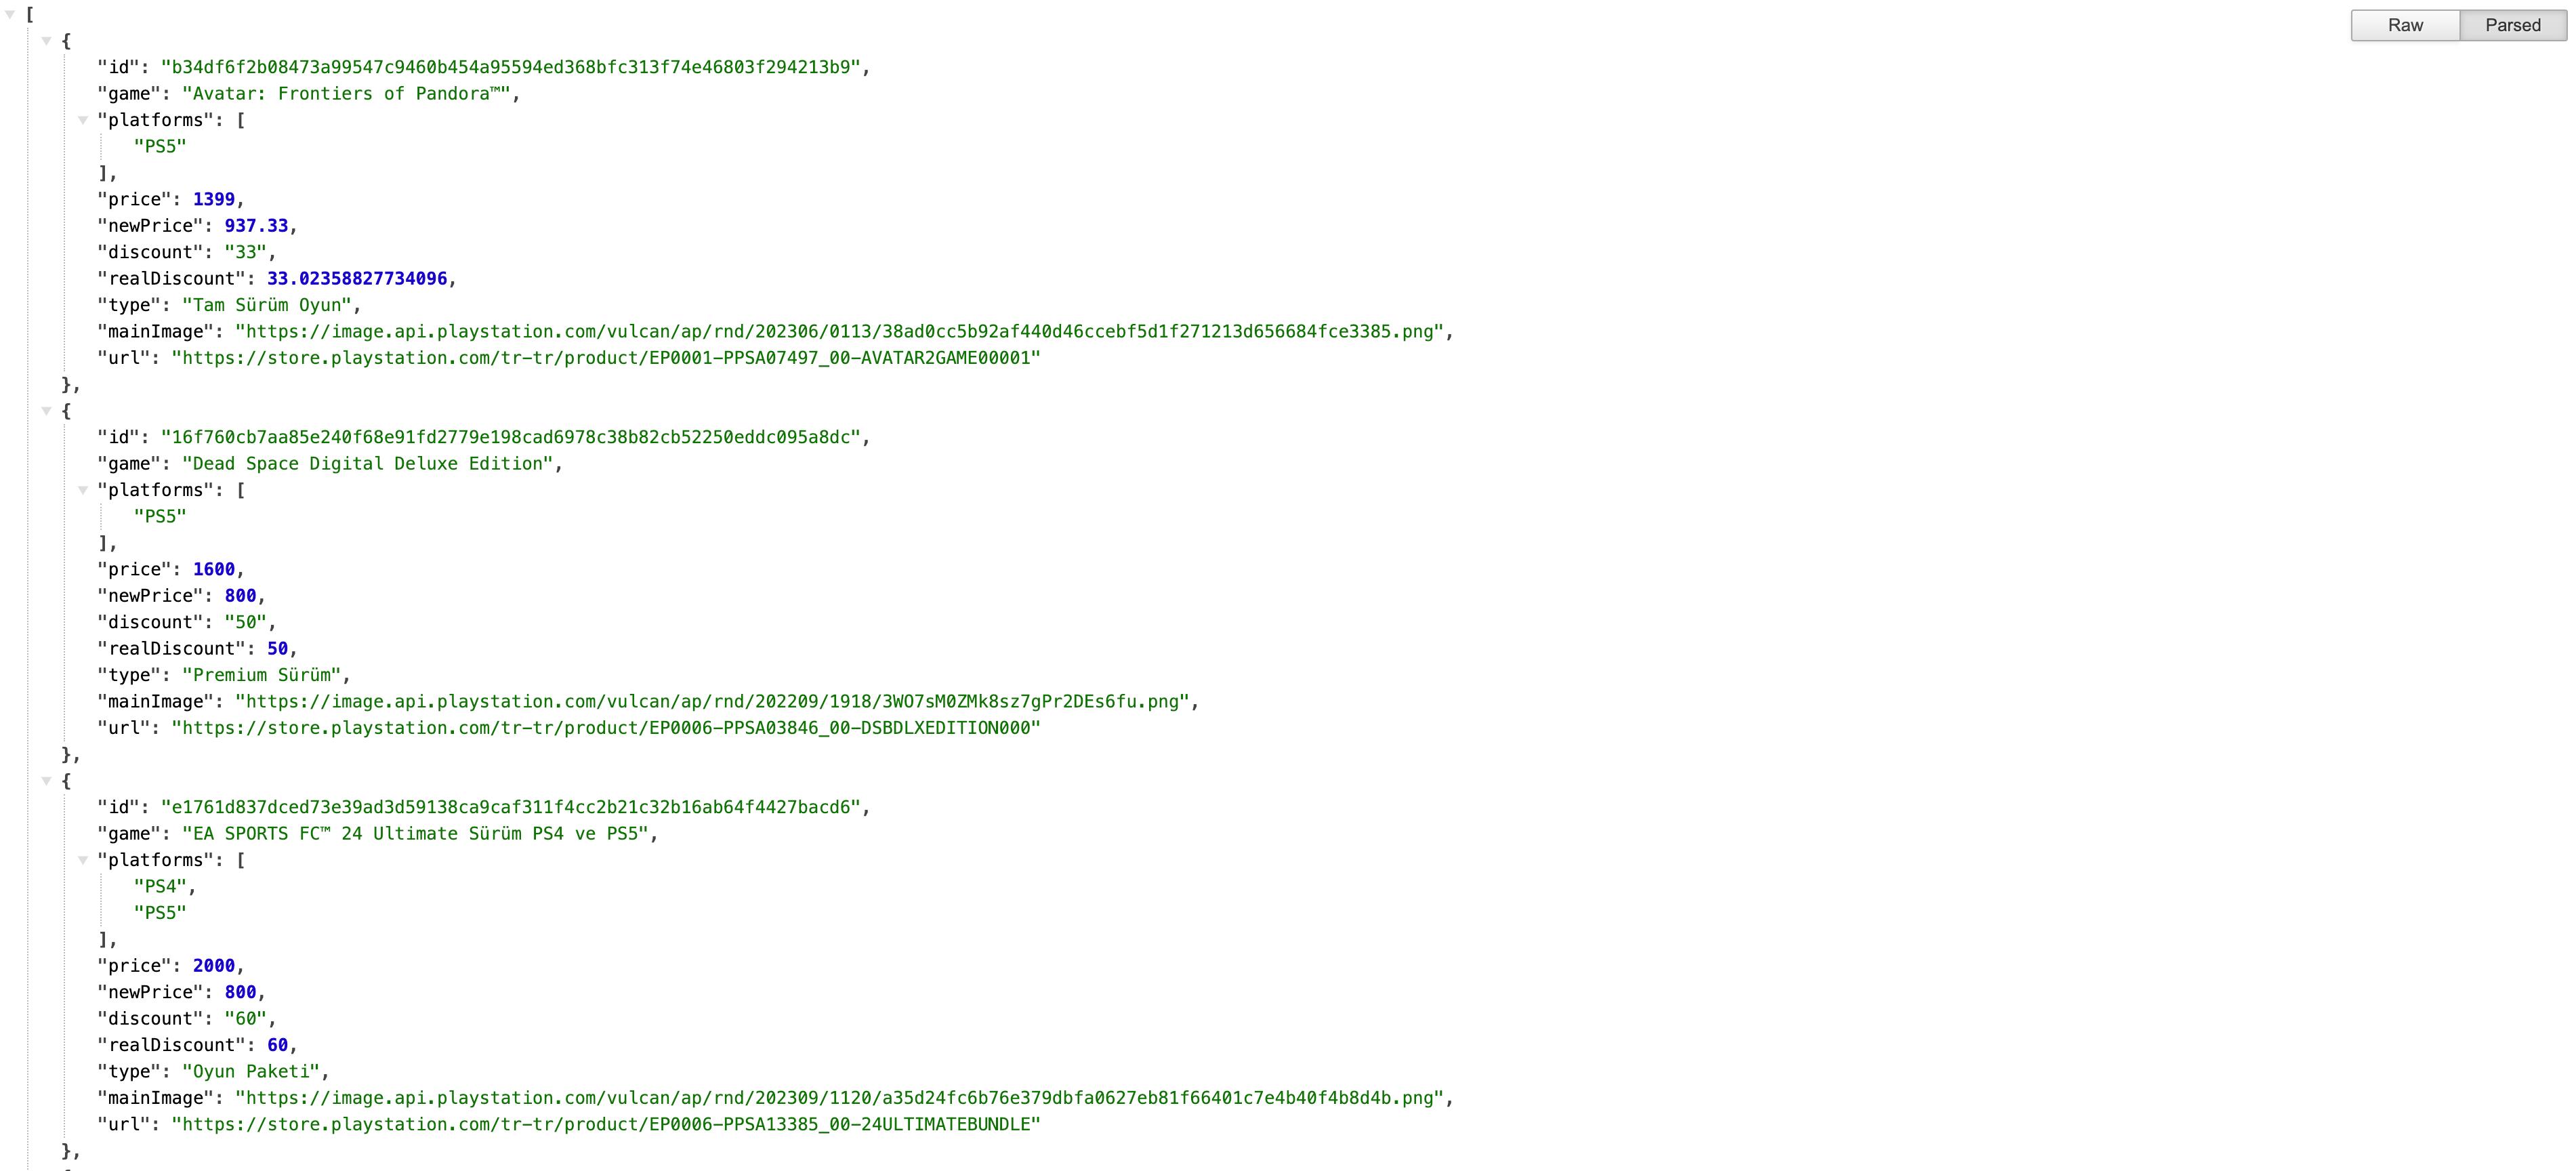 [
Raw Parsed
{
"id": "b34df6f2b08473a99547c9460b454a95594ed368bfc313f74e46803f294213b9",
"game": "Avatar: Frontiers of Pandora™",
"platforms": [
"PS5"
],
"price": 1399,
"newPrice": 937.33,
"discount": "33",
"realDiscount": 33.02358827734096,
"type": "Tam Sürüm Oyun",
"mainImage": "https://image.api.playstation.com/vulcan/ap/rnd/202306/0113/38ad0cc5b92af440d46ccebf5d1f271213d656684fce3385.png",
"url": "https://store.playstation.com/tr-tr/product/EP0001-PPSA07497_00-AVATAR2GAME00001"
},
{
"id": "16f760cb7aa85e240f68e91fd2779e198cad6978c38b82cb52250eddc095a8dc",
"game": "Dead Space Digital Deluxe Edition",
"platforms": [
"PS5"
],
"price": 1600,
"newPrice": 800,
"discount": "50",
"realDiscount": 50,
"type": "Premium Sürüm",
"mainImage": "https://image.api.playstation.com/vulcan/ap/rnd/202209/1918/3WO7sM0ZMk8sz7gPr2DEs6fu.png",
"url": "https://store.playstation.com/tr-tr/product/EP0006-PPSA03846_00-DSBDLXEDITION000"
},
{
"id": "e1761d837dced73e39ad3d59138ca9caf311f4cc2b21c32b16ab64f4427bacd6",
"game": "EA SPORTS FC™ 24 Ultimate Sürüm PS4 ve PS5",
"platforms": [
"PS4",
"PS5"
],
"price": 2000,
"newPrice": 800,
"discount": "60",
"realDiscount": 60,
"type": "Oyun Paketi",
"mainImage": "https://image.api.playstation.com/vulcan/ap/rnd/202309/1120/a35d24fc6b76e379dbfa0627eb81f66401c7e4b40f4b8d4b.png",
"url": "https://store.playstation.com/tr-tr/product/EP0006-PPSA13385_00-24ULTIMATEBUNDLE"
},